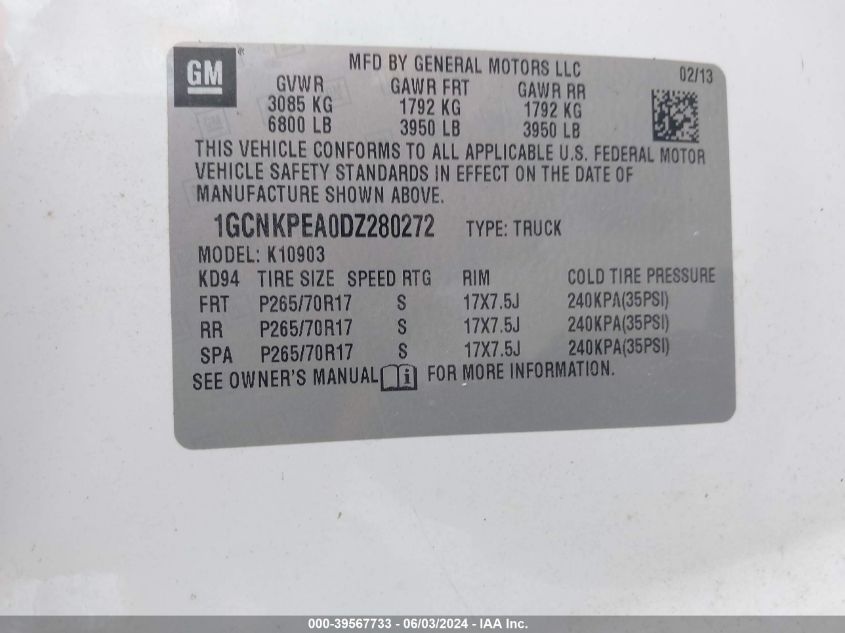 GM
MFD BY GENERAL MOTORS LLC 02/13
GVWR GAWR FRT GAWR RR
3085 KG 1792 KG 1792 KG
6800 LB 3950 LB 3950 LB
THIS VEHICLE CONFORMS TO ALL APPLICABLE U.S. FEDERAL MOTOR
VEHICLE SAFETY STANDARDS IN EFFECT ON THE DATE OF
MANUFACTURE SHOWN ABOVE.
1GCNKPEA0DZ280272 TYPE: TRUCK
MODEL: K10903
KD94 TIRE SIZE SPEED RTG RIM COLD TIRE PRESSURE
FRT P265/70R17 S 17X7.5J 240KPA(35PSI)
RR P265/70R17 S 17X7.5J 240KPA(35PSI)
SPA P265/70R17 S 17X7.5J 240KPA(35PSI)
SEE OWNER'S MANUAL FOR MORE INFORMATION.
000-39567733 - 06/03/2024 - IAA Inc.